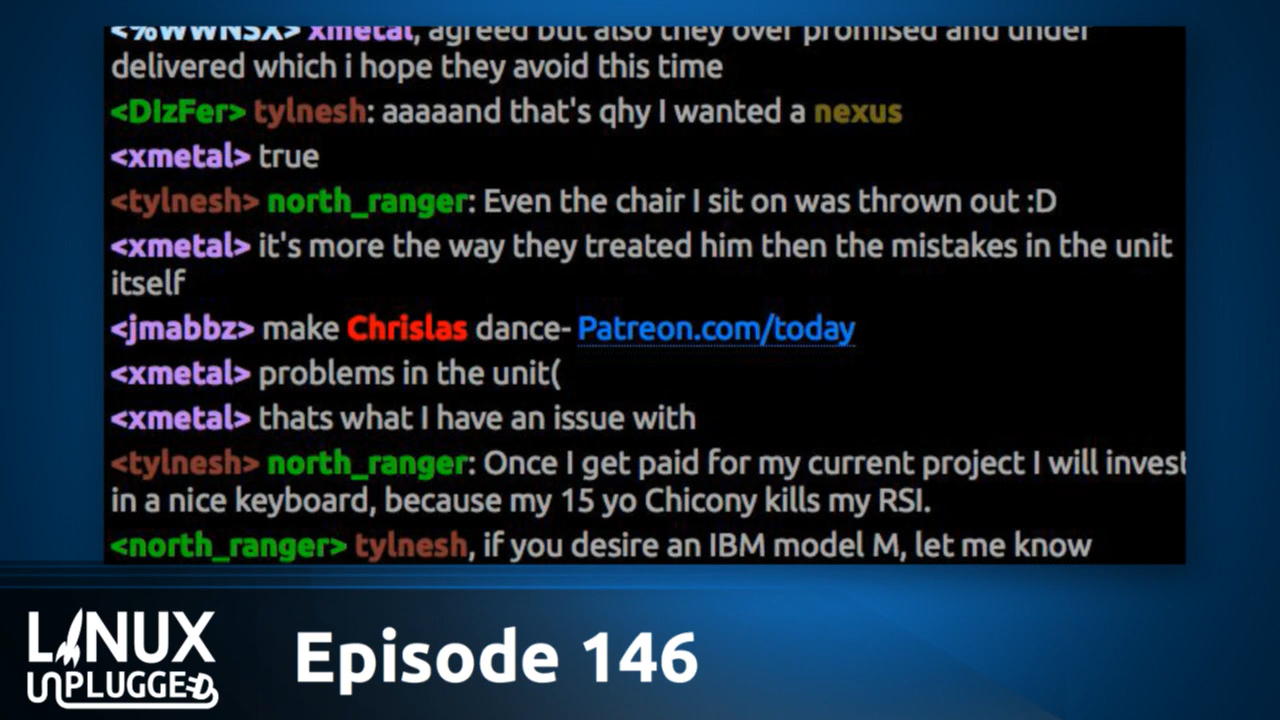 <%WWNSX> xmetal, agreed but also they over promised and under
delivered which i hope they avoid this time
<DIzFer> tylnesh: aaaaand that's qhy I wanted a nexus
<xmetal> true
<tylnesh> north_ranger: Even the chair I sit on was thrown out :D
<xmetal> it's more the way they treated him then the mistakes in the unit
itself
<jmabbz> make Chrislas dance- Patreon.com/today
<xmetal> problems in the unit(
<xmetal> thats what I have an issue with
<tylnesh> north_ranger: Once I get paid for my current project I will invest
in a nice keyboard, because my 15 yo Chicony kills my RSI.
<north_ranger> tylnesh, if you desire an IBM model M, let me know
LINUX
UNPLUGGED
Episode 146